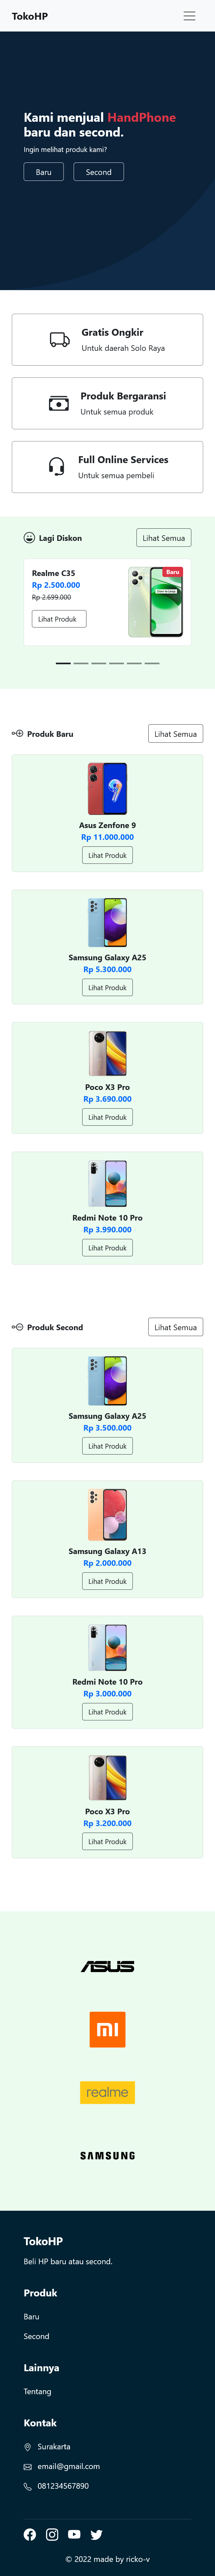 TokoHP
Kami menjual HandPhone
baru dan second.
Ingin melihat produk kami?
Baru
Second
Gratis Ongkir
Untuk daerah Solo Raya
Produk Bergaransi
Untuk semua produk
Full Online Services
Untuk semua pembeli
Lagi Diskon
Lihat Semua
Realme C35
Rp 2.500.000
Rp 2.699.000
Lihat Produk
Baru
Produk Baru
Lihat Semua
Asus Zenfone 9
Rp 11.000.000
Lihat Produk
Samsung Galaxy A25
Rp 5.300.000
Lihat Produk
Poco X3 Pro
Rp 3.690.000
Lihat Produk
Redmi Note 10 Pro
Rp 3.990.000
Lihat Produk
Produk Second
Lihat Semua
Samsung Galaxy A25
Rp 3.500.000
Lihat Produk
Samsung Galaxy A13
Rp 2.000.000
Lihat Produk
Redmi Note 10 Pro
Rp 3.000.000
Lihat Produk
Poco X3 Pro
Rp 3.200.000
Lihat Produk
ASUS
mi
realme
SAMSUNG
TokoHP
Beli HP baru atau second.
Produk
Baru
Second
Lainnya
Tentang
Kontak
Surakarta
email@gmail.com
081234567890
© 2022 made by ricko-v